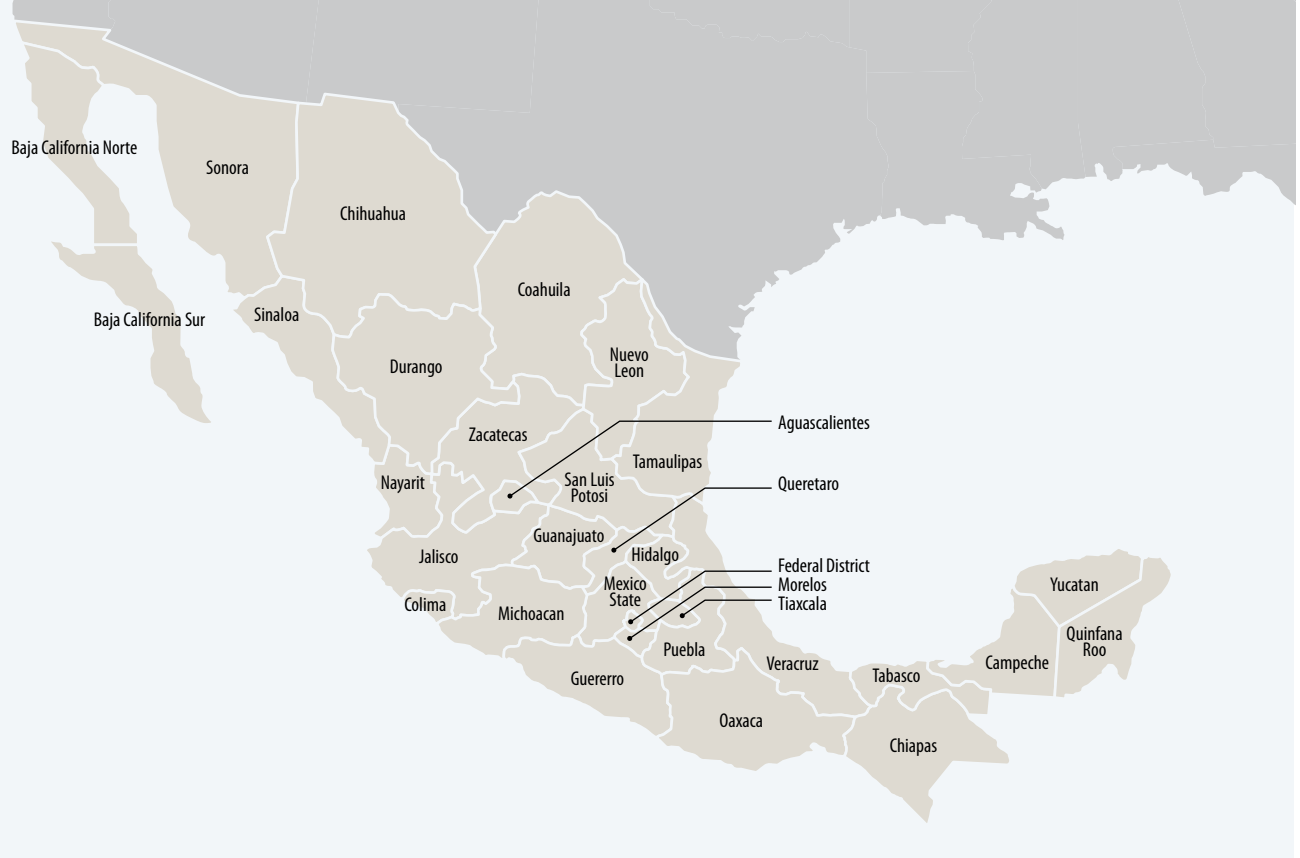 Baja California Norte
Sonora
Chihuahua
Coahuila
Baja California Sur
Sinaloa
Nuevo
Leon
Durango
Aguascalientes
Zacatecas
Tamaulipas
San Luis
Potosi
Nayarit
Queretaro
Guanajuato
Hidalgo
Jalisco
Federal District
Morelos
Tiaxcala
Mexico
State
Colima
Michoacan
Yucatan
Quinfana
Roo
Puebla
Veracruz
Campeche
Tabasco
Guererro
Oaxaca
Chiapas